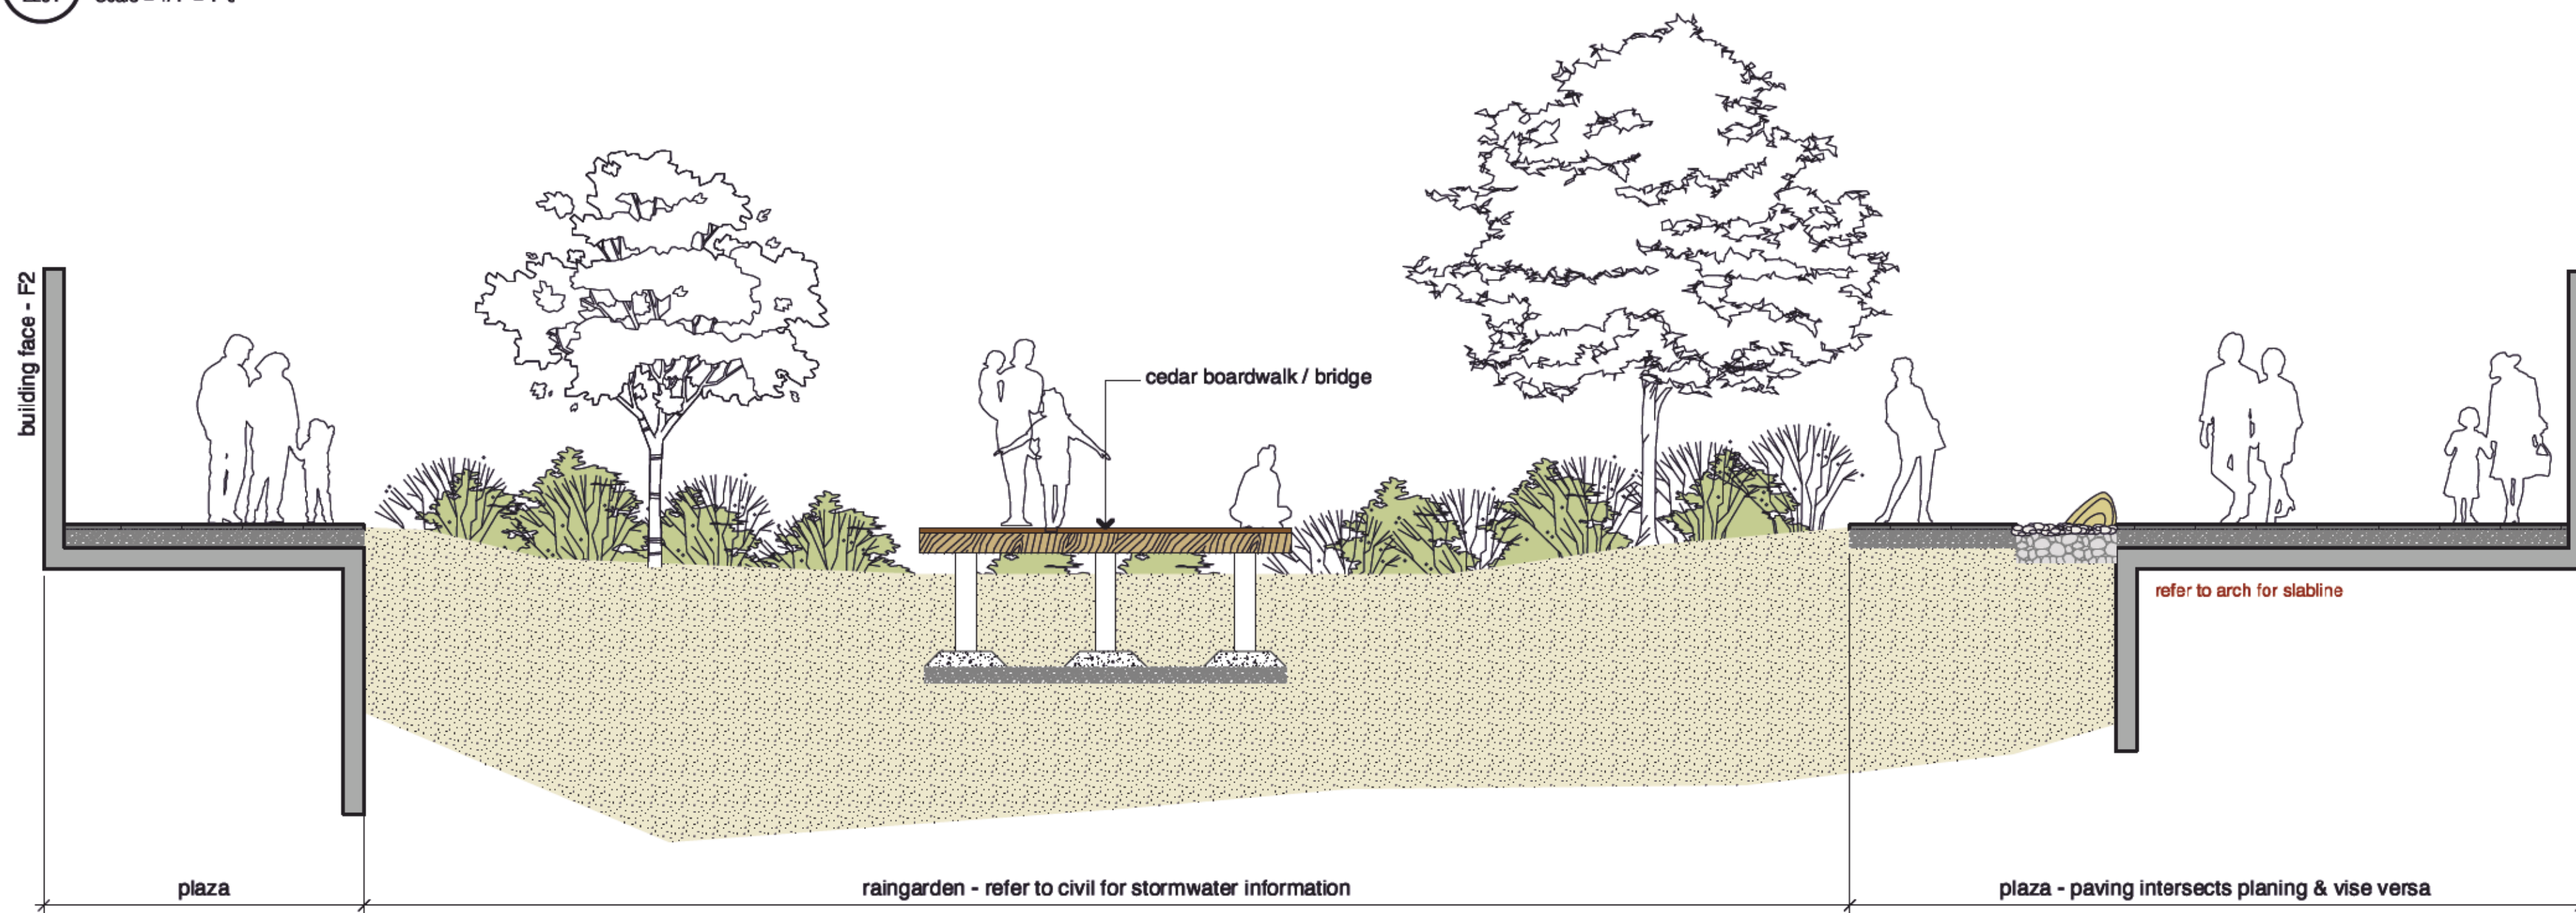 building face - F2
cedar boardwalk / bridge
refer to arch for slabline
plaza
raingarden - refer to civil for stormwater information
plaza - paving intersects planing & vise versa